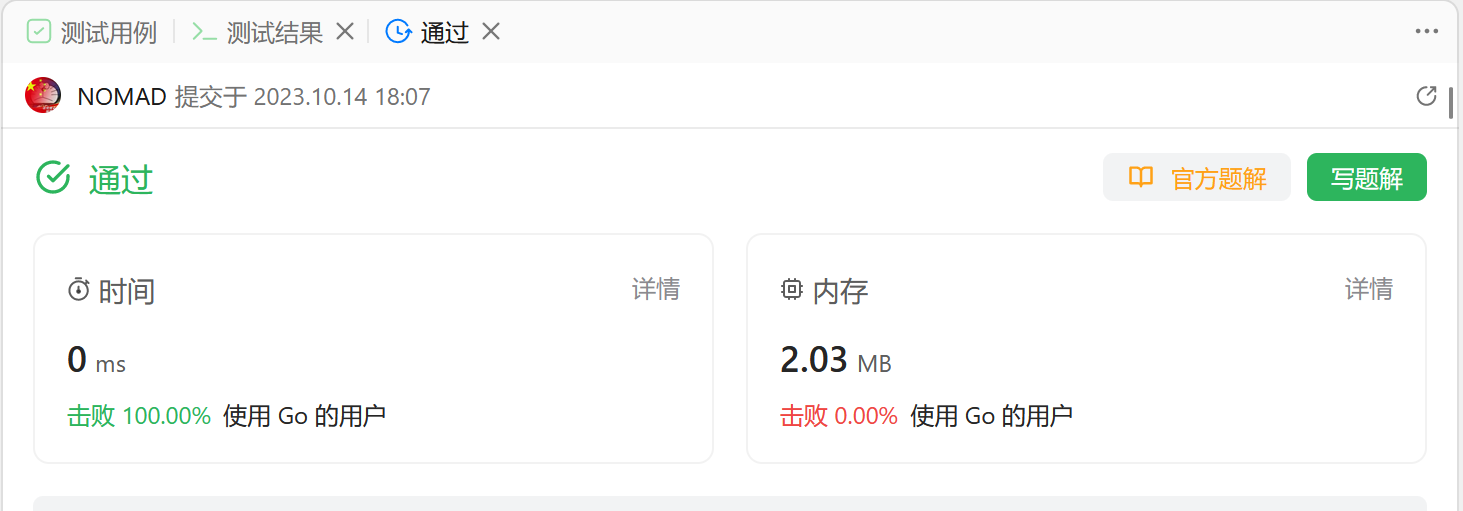 测试用例 测试结果 通过
NOMAD 提交于 2023.10.14 18:07
通过 官方题解 写题解
时间 详情 内存 详情
0 ms 2.03 MB
击败 100.00% 使用 Go 的用户 击败 0.00% 使用 Go 的用户